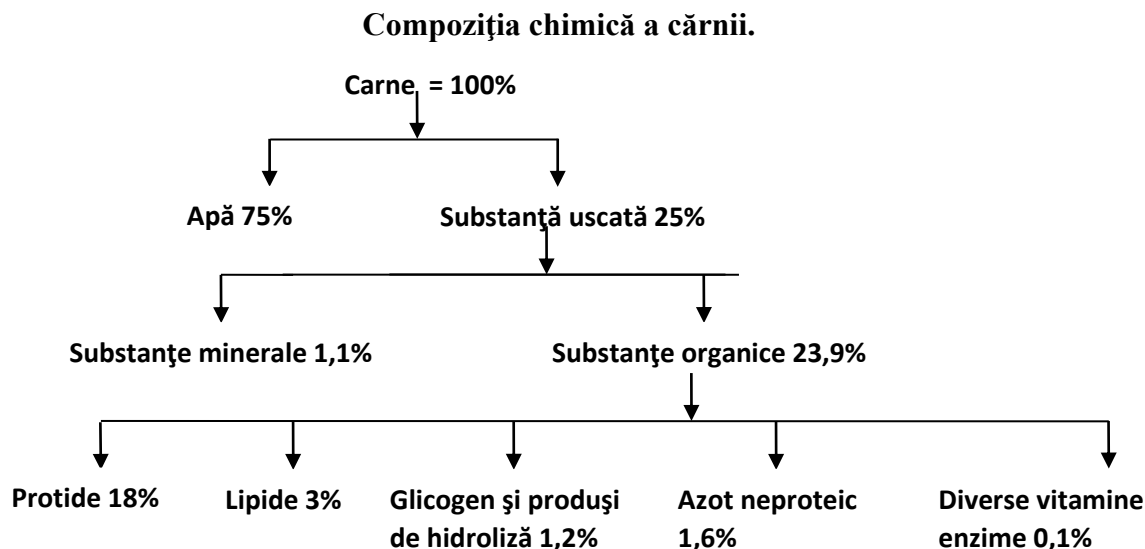 Compoziţia chimică a cărnii.
Carne = 100%
Apă 75% Substanţă uscată 25%
Substanţe minerale 1,1% Substanţe organice 23,9%
Protide 18% Lipide 3% Glicogen şi produşi Azot neproteic Diverse vitamine
de hidroliză 1,2% 1,6% enzime 0,1%